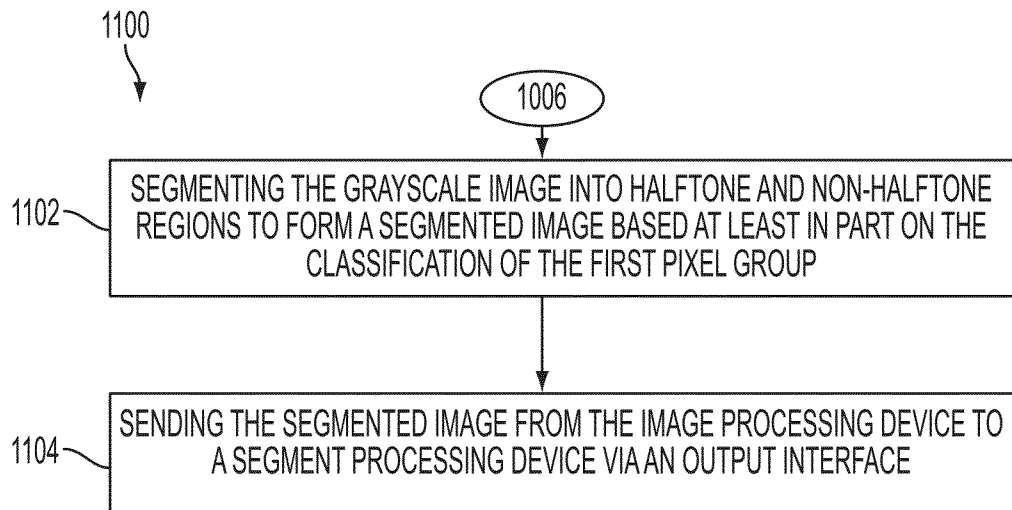 1100
1006
1102
SEGMENTING THE GRAYSCALE IMAGE INTO HALFTONE AND NON-HALFTONE
REGIONS TO FORM A SEGMENTED IMAGE BASED AT LEAST IN PART ON THE
CLASSIFICATION OF THE FIRST PIXEL GROUP
1104
SENDING THE SEGMENTED IMAGE FROM THE IMAGE PROCESSING DEVICE TO
A SEGMENT PROCESSING DEVICE VIA AN OUTPUT INTERFACE